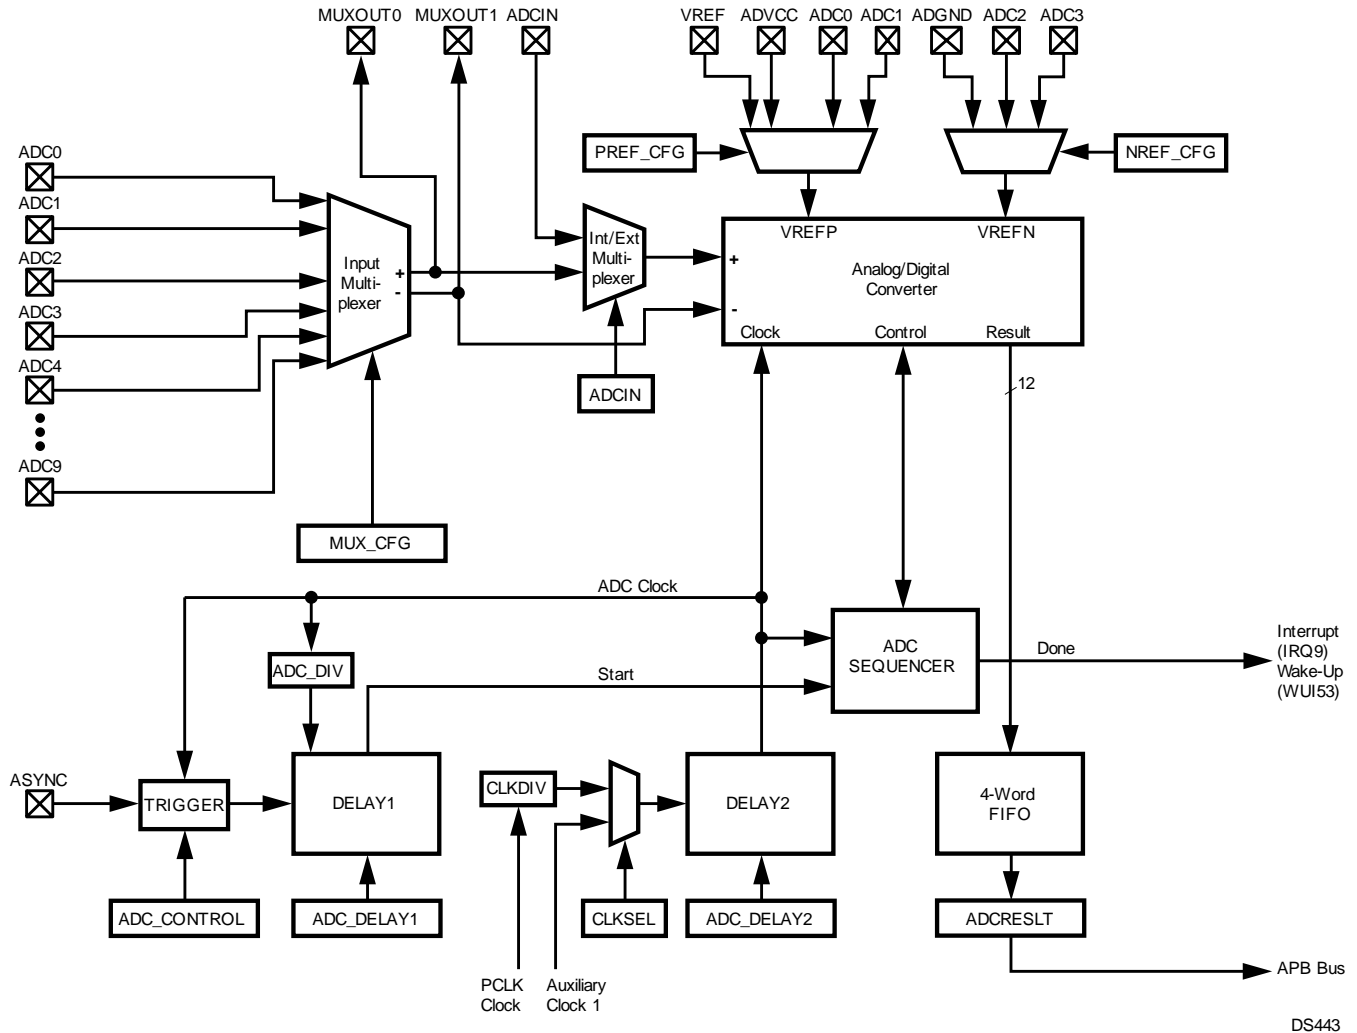 MUXOUT0
MUXOUT1
ADCIN
VREF
ADVCC
ADC0
ADC1
ADGND
ADC2
ADC3
PREF_CFG
NREF_CFG
ADC0
ADC1
ADC2
ADC3
ADC4
ADC9
Input
Multi-
plexer
+
-
Int/Ext
Multi-
plexer
VREFP
VREFN
+
-
Analog/Digital
Converter
Clock
Control
Result
12
ADCIN
MUX_CFG
ADC Clock
ADC_DIV
Start
ADC
SEQUENCER
Done
Interrupt
(IRQ9)
Wake-Up
(WUI53)
ASYNC
TRIGGER
DELAY1
CLKDIV
DELAY2
4-Word
FIFO
ADC_CONTROL
ADC_DELAY1
CLKSEL
ADC_DELAY2
ADCRESLT
PCLK
Clock
Auxiliary
Clock 1
APB Bus
DS443